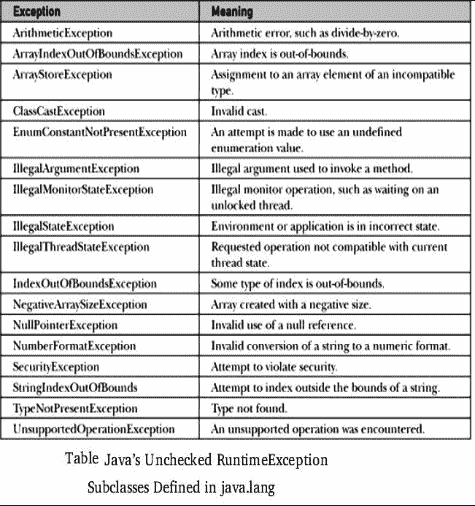 Exception Meaning
ArithmeticException Arithmetic error, such as divide-by-zero.
ArrayIndexOutOfBoundsException Array index is out-of-bounds.
ArrayStoreException Assignment to an array element of an incompatible
type.
ClassCastException Invalid cast.
EnumConstantNotPresentException An attempt is made to use an undefined
enumeration value.
IllegalArgumentException Illegal argument used to invoke a method.
IllegalMonitorStateException Illegal monitor operation, such as waiting on an
unlocked thread.
IllegalStateException Environment or application is in incorrect state.
IllegalThreadStateException Requested operation not compatible with current
thread state.
IndexOutOfBoundsException Some type of index is out-of-bounds.
NegativeArraySizeException Array created with a negative size.
NullPointerException Invalid use of a null reference.
NumberFormatException Invalid conversion of a string to a numeric format.
SecurityException Attempt to violate security.
StringIndexOutOfBounds Attempt to index outside the bounds of a string.
TypeNotPresentException Type not found.
UnsupportedOperationException An unsupported operation was encountered.
Table Java's Unchecked RuntimeException
Subclasses Defined in java.lang